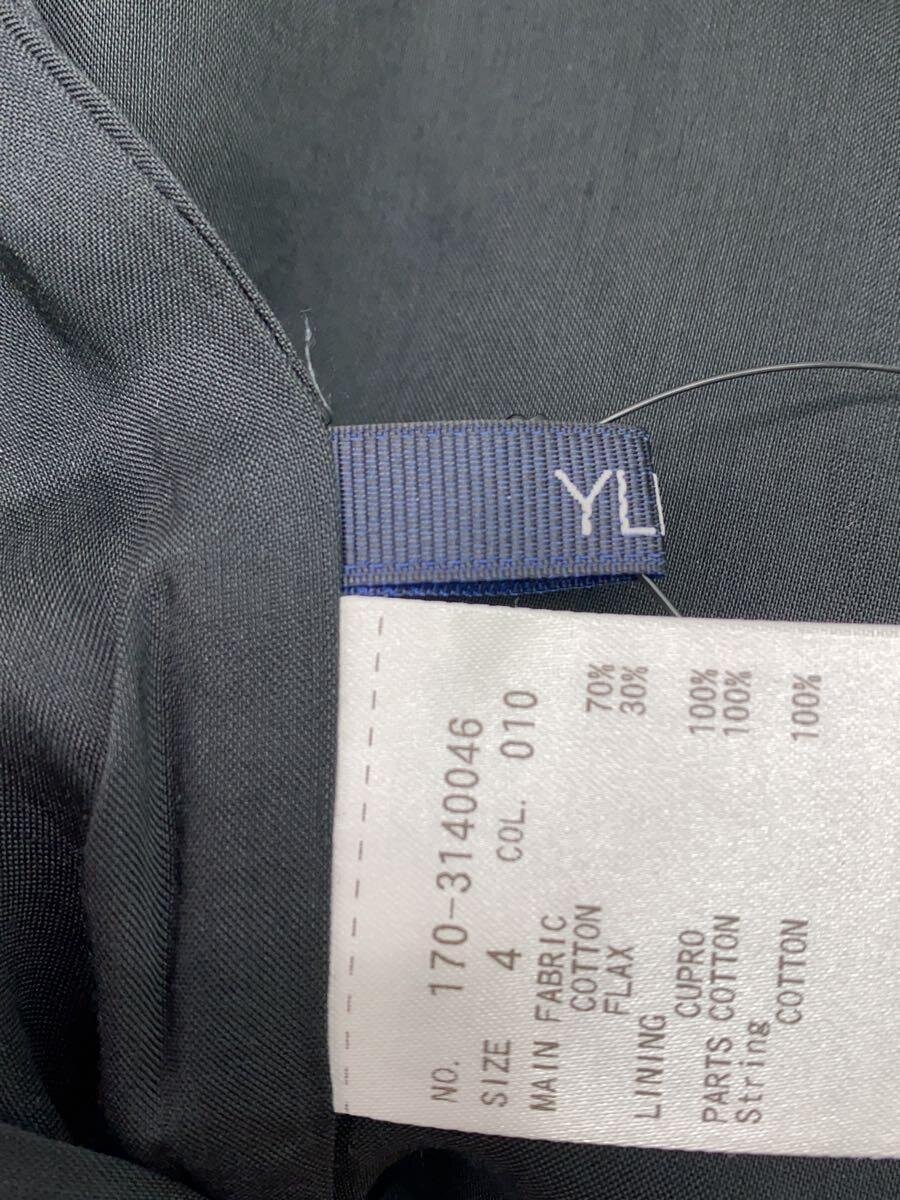 YL
NO. 170-3140046
SIZE 4 COL. 010
MAIN FABRIC
COTTON 70%
FLAX 30%
LINING
CUPRO 100%
PARTS COTTON 100%
String
COTTON 100%